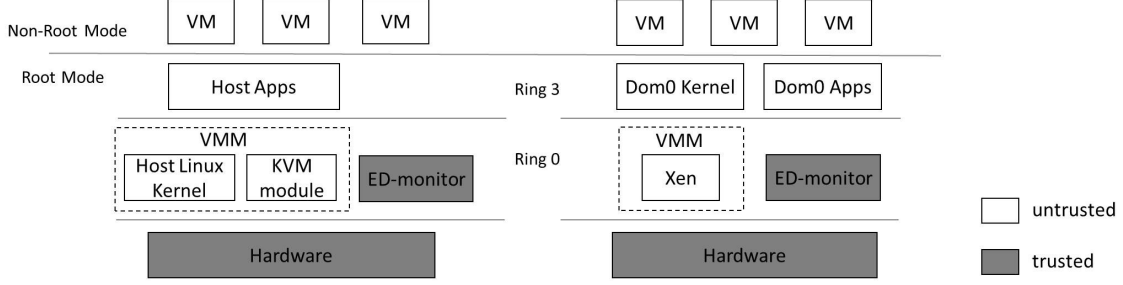 Non-Root Mode
VM VM VM VM VM VM
Root Mode
Host Apps
Ring 3
Dom0 Kernel
Dom0 Apps
VMM
Host Linux
Kernel
KVM
module
ED-monitor
Ring 0
VMM
Xen
ED-monitor
untrusted
Hardware
Hardware
trusted